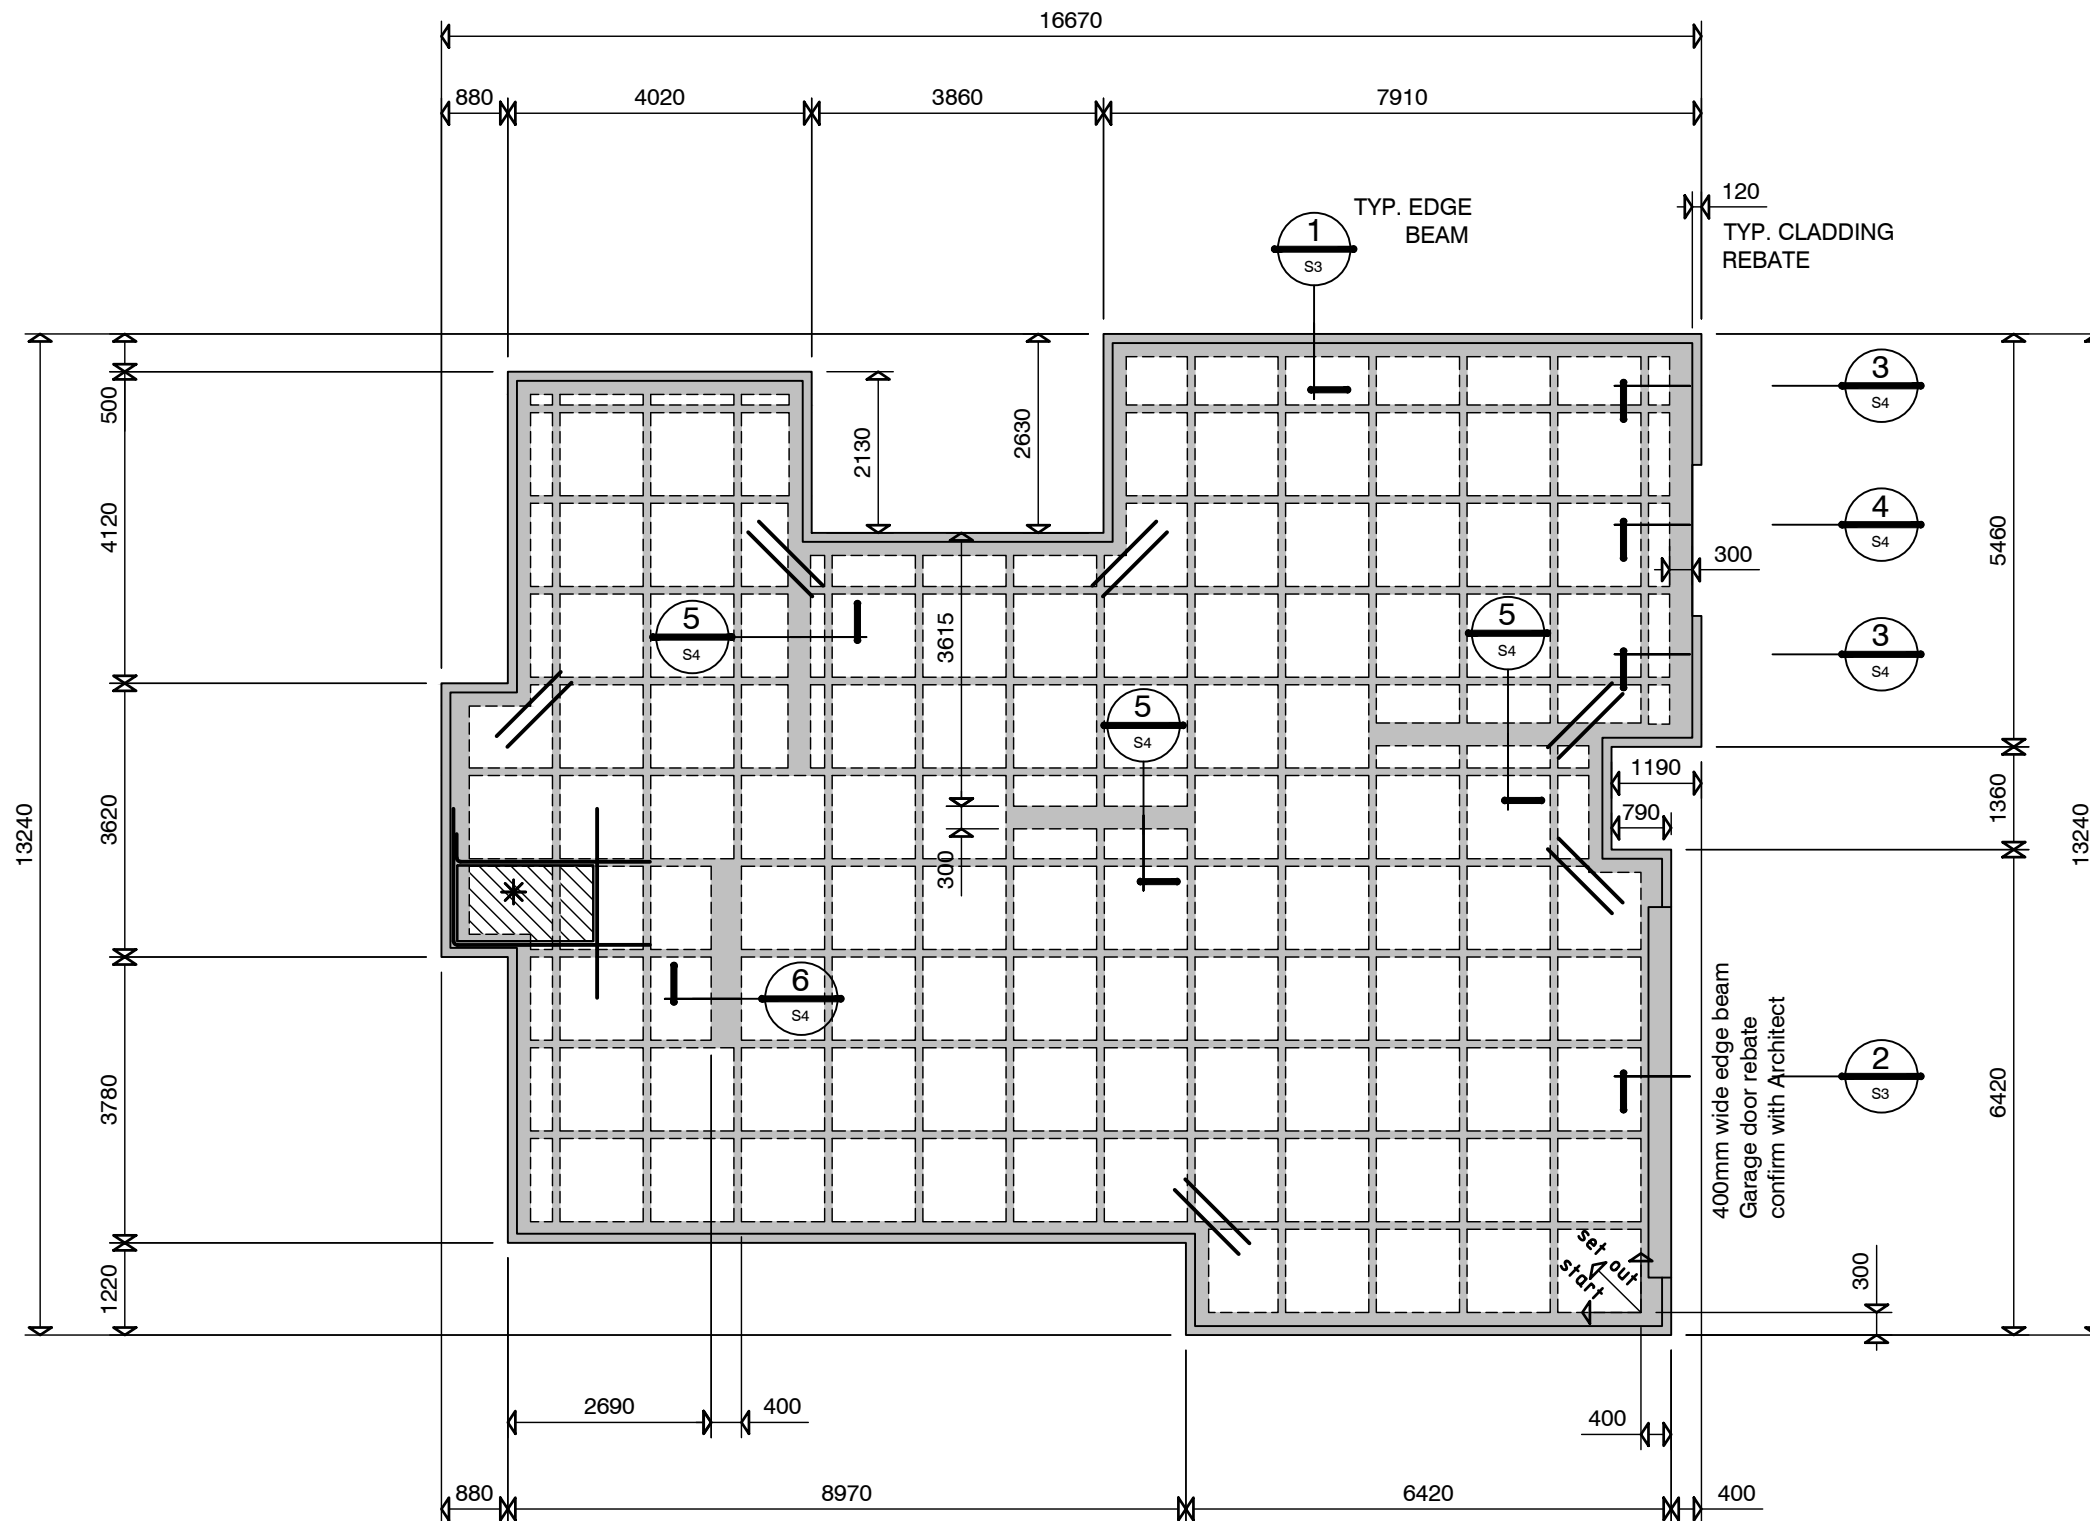 16670
880
4020
3860
7910
120
TYP. EDGE
BEAM
TYP. CLADDING
REBATE
1
S3
3
S4
500
2130
2630
4120
4
S4
5460
300
5
S4
3615
5
S4
3
S4
5
S4
1190
790
1360
13240
3620
13240
300
6
S4
400mm wide edge beam
Garage door rebate
confirm with Architect
2
S3
3780
6420
set out
start
1220
300
2690
400
400
880
8970
6420
400